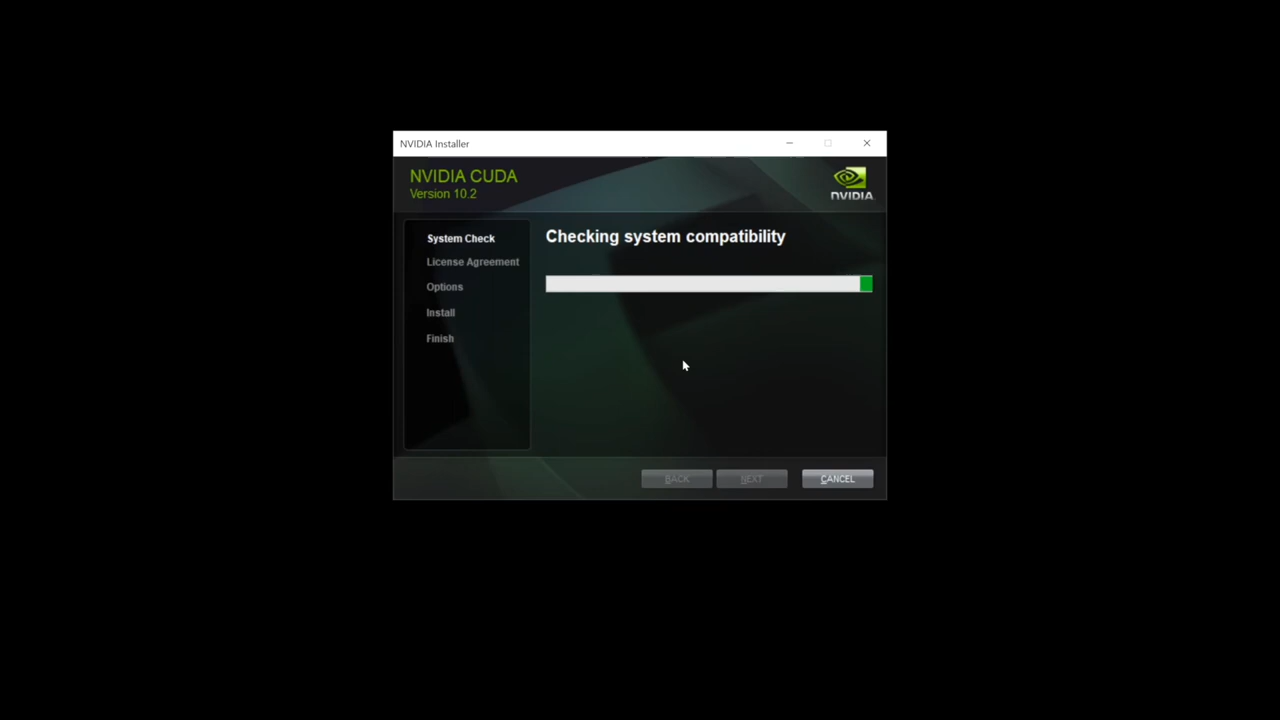 NVIDIA Installer
NVIDIA CUDA
Version 10.2
NVIDIA
System Check
License Agreement
Options
Install
Finish
Checking system compatibility
BACK
NEXT
CANCEL